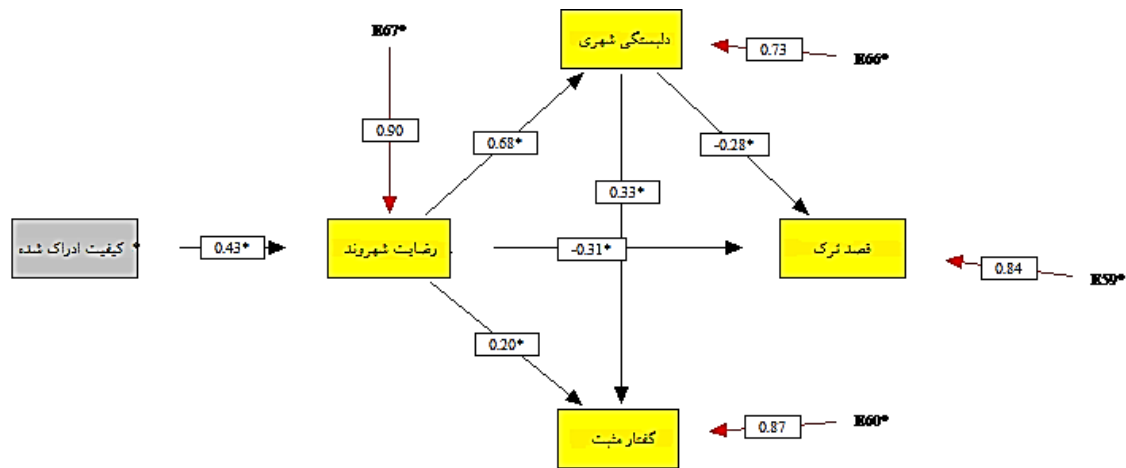 دلبستگی شهری
E67*
0.73
E66*
0.90
0.68*
-0.28*
0.33*
کیفیت ادراک شده *
0.43*
رضایت شهروند
-0.31*
قصد ترک
0.84
E59*
0.20*
گفتار مثبت
0.87
E60*